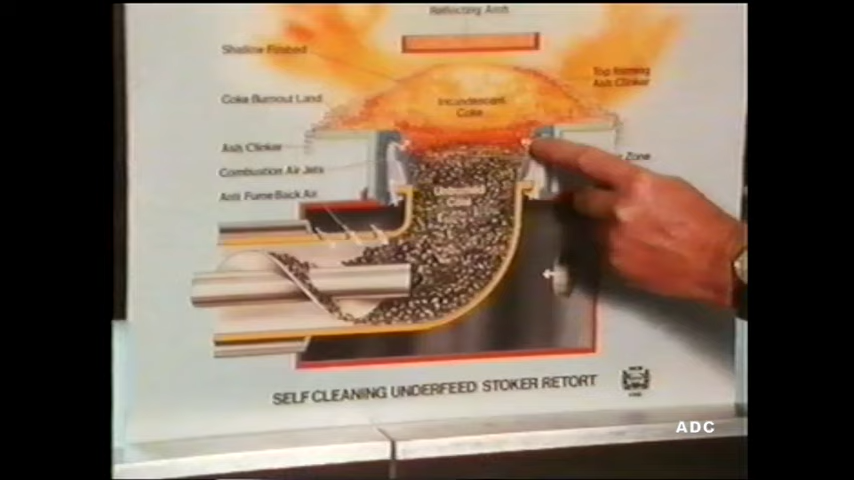 Reflecting Arch
Shallow Firebed
Top forming
Ash Clinker
Coke Burnout Land
Incandescent
Coke
Ash Clinker
Zone
Combustion Air Jets
Anti Fume Back Air
Coal
SELF CLEANING UNDERFEED STOKER RETORT
ADC